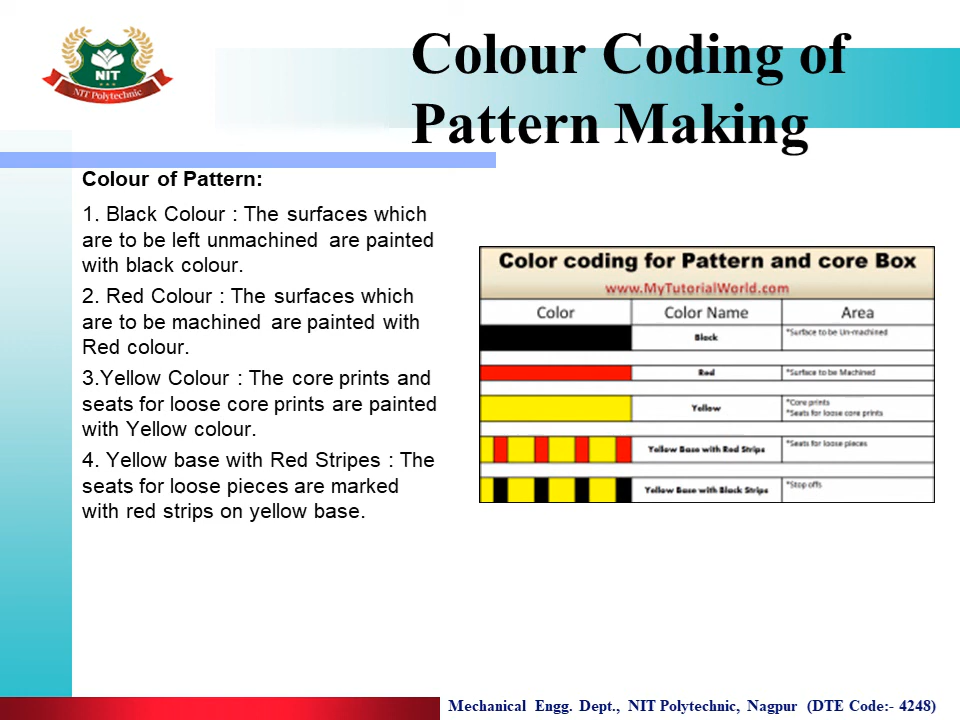 NIT
NIT Polytechnic
Colour Coding of
Pattern Making
Colour of Pattern:
1. Black Colour : The surfaces which
are to be left unmachined are painted
with black colour.
2. Red Colour : The surfaces which
are to be machined are painted with
Red colour.
3.Yellow Colour : The core prints and
seats for loose core prints are painted
with Yellow colour.
4. Yellow base with Red Stripes : The
seats for loose pieces are marked
with red strips on yellow base.
Color coding for Pattern and core Box
www.MyTutorialWorld.com
Color Color Name Area
Black *Surface to be Un-machined
Red *Surface to be Machined
Yellow *Core prints
*Seats for loose core prints
Yellow Base with Red Strips *Seats for loose pieces
Yellow Base with Black Strips *Stop offs
Mechanical Engg. Dept., NIT Polytechnic, Nagpur (DTE Code:- 4248)